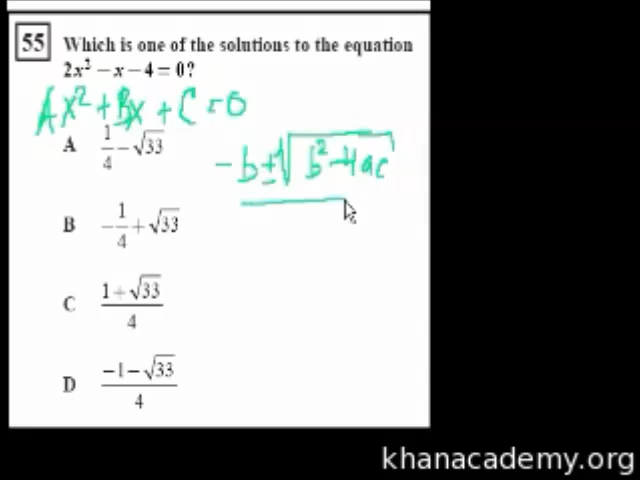 55 Which is one of the solutions to the equation
2x² − x − 4 = 0?
Ax² + Bx + C = 0
A 1/4 − √33
-b ± √b² - 4ac
B −1/4 + √33
C (1 + √33)/4
D (−1 − √33)/4
khanacademy.org